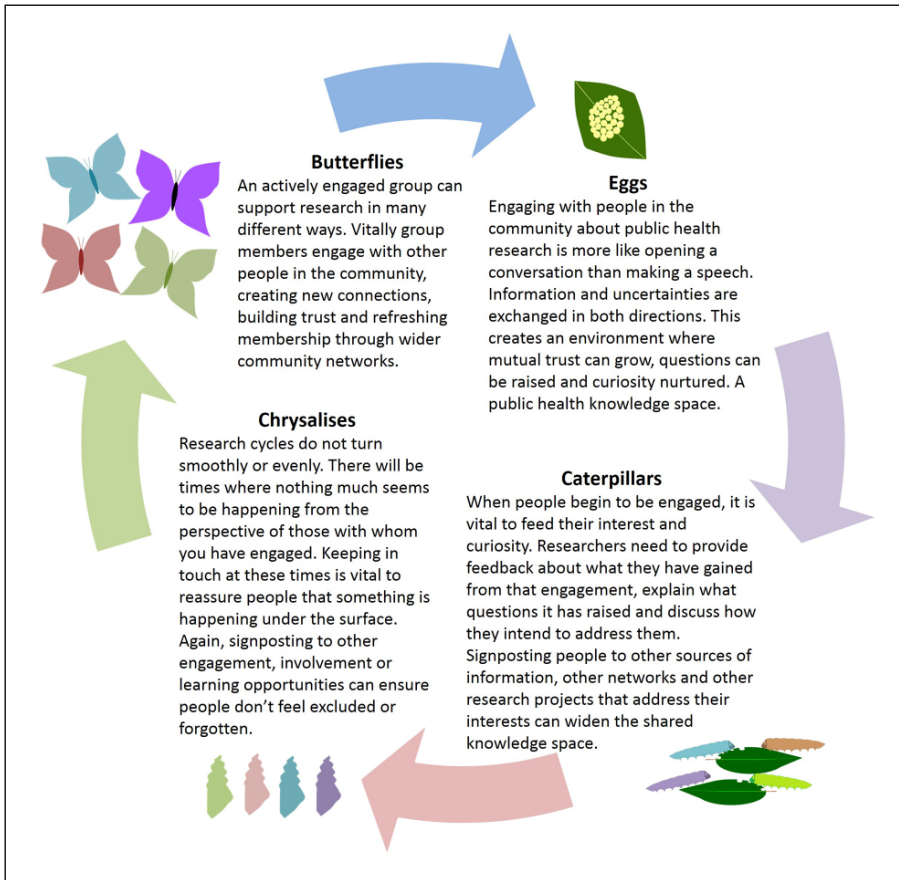 Butterflies
An actively engaged group can
support research in many
different ways. Vitally group
members engage with other
people in the community,
creating new connections,
building trust and refreshing
membership through wider
community networks.
Eggs
Engaging with people in the
community about public health
research is more like opening a
conversation than making a speech.
Information and uncertainties are
exchanged in both directions. This
creates an environment where
mutual trust can grow, questions can
be raised and curiosity nurtured. A
public health knowledge space.
Caterpillars
When people begin to be engaged, it is
vital to feed their interest and
curiosity. Researchers need to provide
feedback about what they have gained
from that engagement, explain what
questions it has raised and discuss how
they intend to address them.
Signposting people to other sources of
information, other networks and other
research projects that address their
interests can widen the shared
knowledge space.
Chrysalises
Research cycles do not turn
smoothly or evenly. There will be
times where nothing much seems
to be happening from the
perspective of those with whom
you have engaged. Keeping in
touch at these times is vital to
reassure people that something is
happening under the surface.
Again, signposting to other
engagement, involvement or
learning opportunities can ensure
people don’t feel excluded or
forgotten.